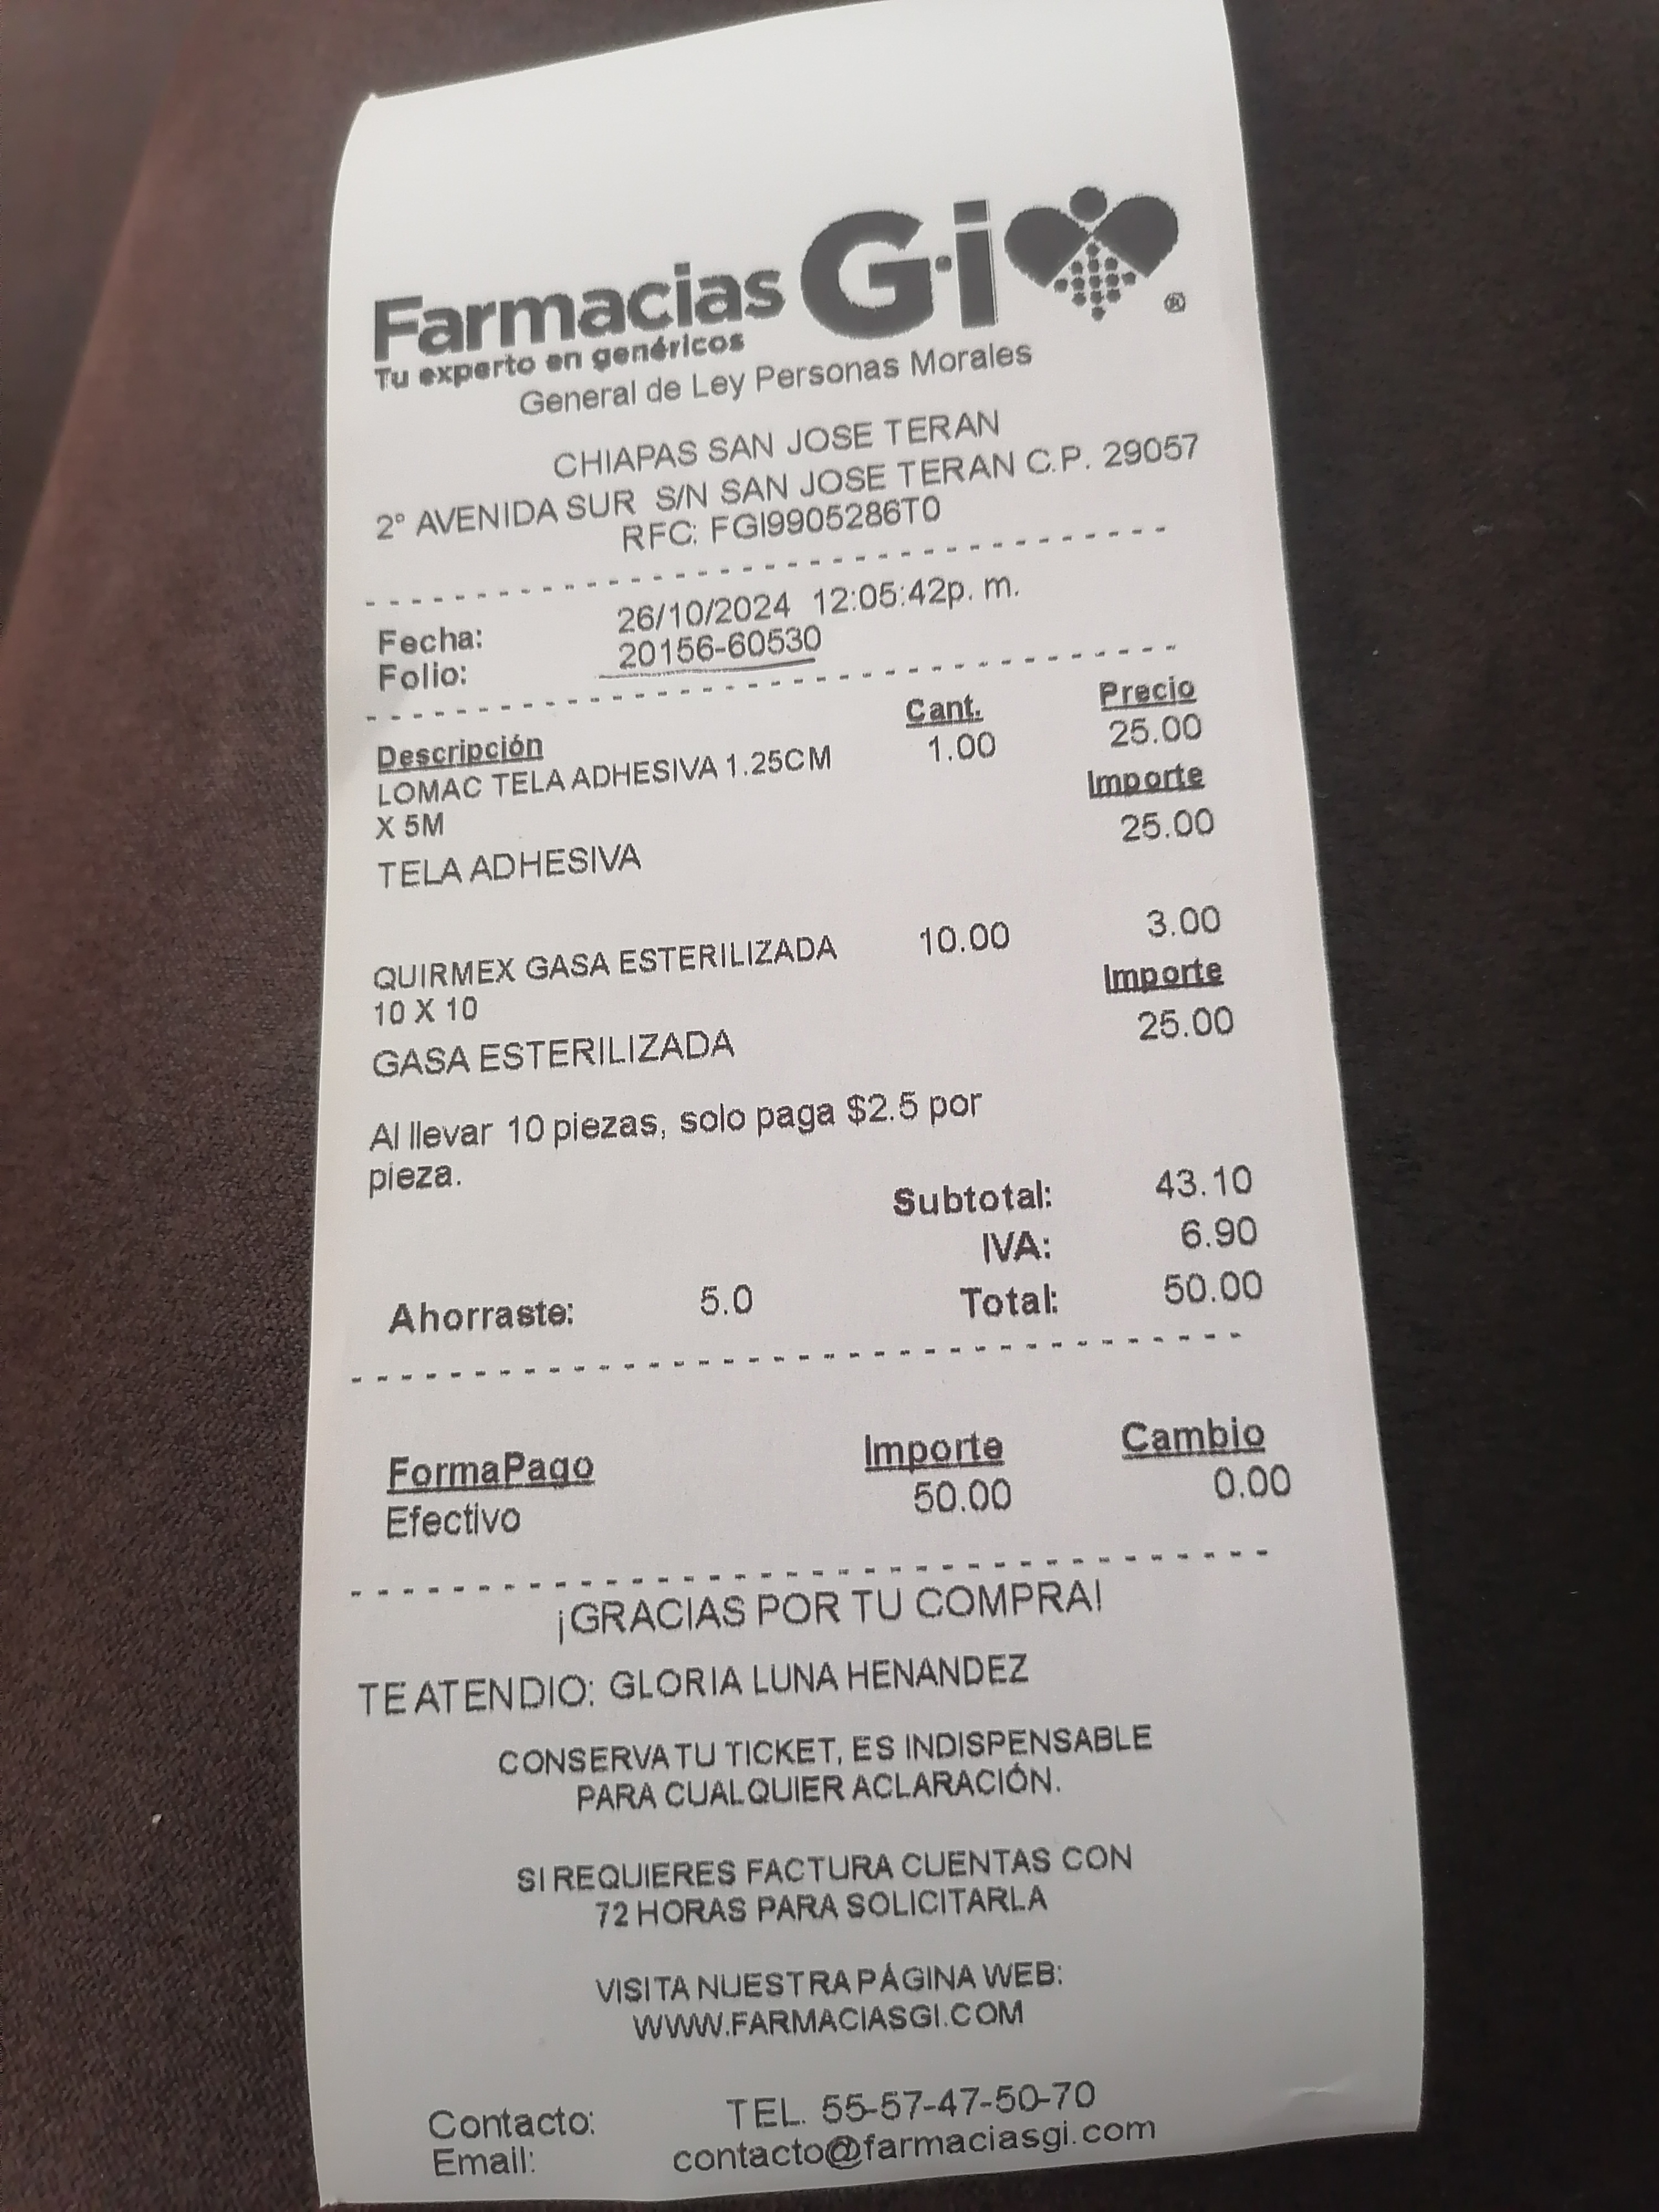 Farmacias G·i ®
Tu experto en genéricos
General de Ley Personas Morales
CHIAPAS SAN JOSE TERAN
2° AVENIDA SUR S/N SAN JOSE TERAN C.P. 29057
RFC: FGI9905286T0
Fecha: 26/10/2024 12:05:42p. m.
Folio: 20156-60530
Descripción Cant. Precio
LOMAC TELA ADHESIVA 1.25CM 1.00 25.00
X 5M Importe
TELA ADHESIVA 25.00
QUIRMEX GASA ESTERILIZADA 10.00 3.00
10 X 10 Importe
GASA ESTERILIZADA 25.00
Al llevar 10 piezas, solo paga $2.5 por
pieza.
Subtotal: 43.10
IVA: 6.90
Ahorraste: 5.0 Total: 50.00
FormaPago Importe Cambio
Efectivo 50.00 0.00
¡GRACIAS POR TU COMPRA!
TE ATENDIO: GLORIA LUNA HENANDEZ
CONSERVA TU TICKET, ES INDISPENSABLE
PARA CUALQUIER ACLARACIÓN.
SI REQUIERES FACTURA CUENTAS CON
72 HORAS PARA SOLICITARLA
VISITA NUESTRA PÁGINA WEB:
WWW.FARMACIASGI.COM
Contacto: TEL. 55-57-47-50-70
Email: contacto@farmaciasgi.com